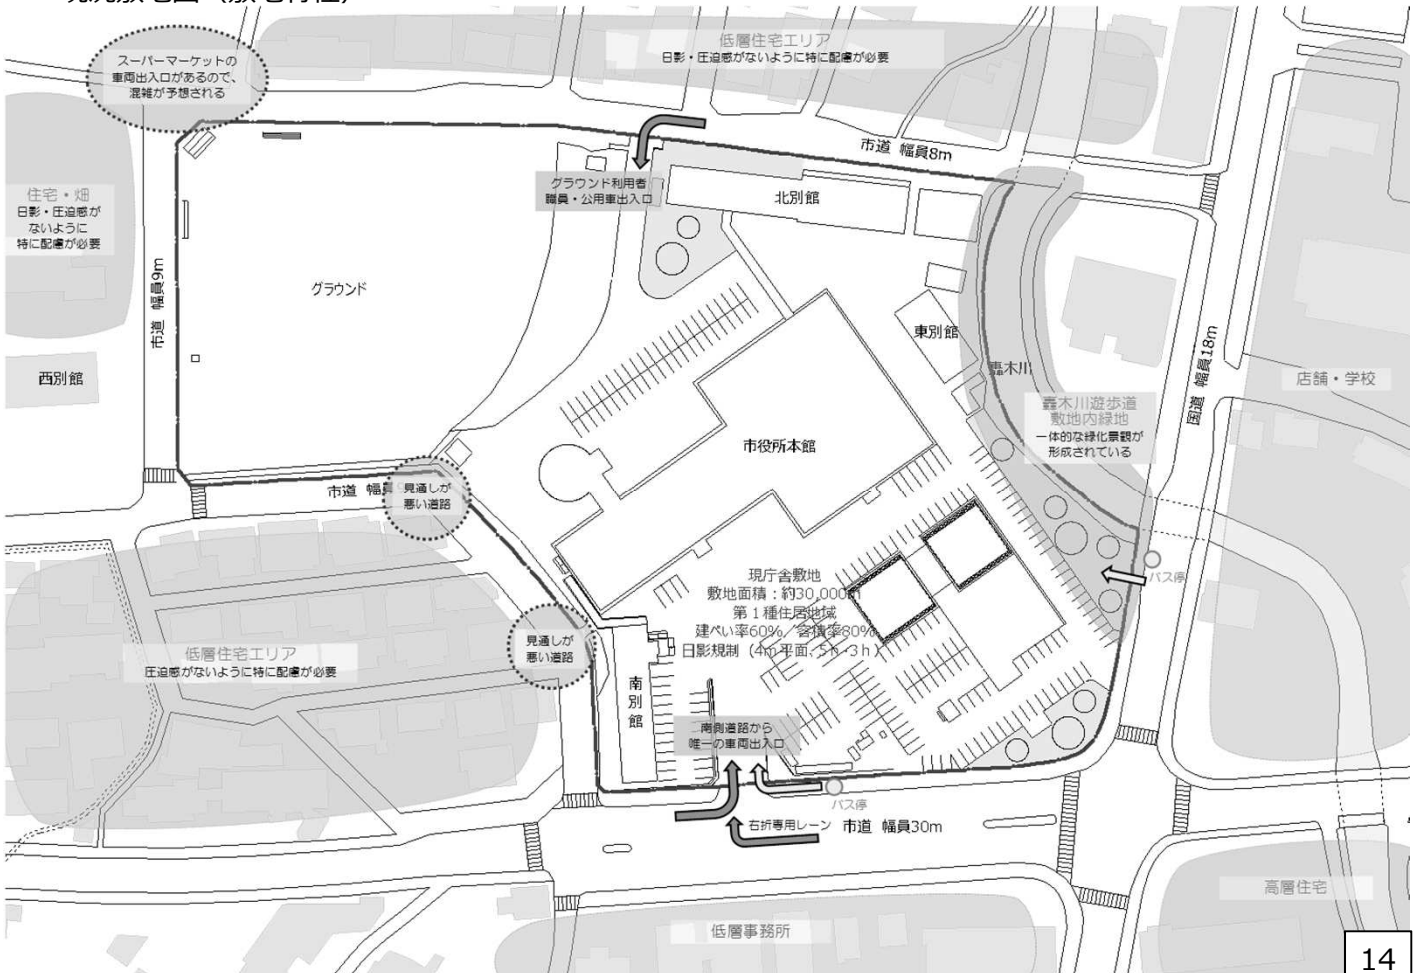 スーパーマーケットの
車両出入口があるので、
混雑が予想される
低層住宅エリア
日影・圧迫感がないように特に配慮が必要
市道 幅員8m
グラウンド利用者
職員・公用車出入口
北別館
住宅・畑
日影・圧迫感が
ないように
特に配慮が必要
市道 幅員9m
グラウンド
東別館
轟木川
国道 幅員18m
西別館
店舗・学校
轟木川遊歩道
敷地内緑地
一体的な緑化景観が
形成されている
市役所本館
市道 幅員
見通しが
悪い道路
バス停
現庁舎敷地
敷地面積：約30,000㎡
第1種住居地域
建ぺい率60%／容積率80%
日影規制（4m平面、5h-3h）
見通しが
悪い道路
低層住宅エリア
圧迫感がないように特に配慮が必要
南別館
南側道路から
唯一の車両出入口
バス停
右折専用レーン
市道 幅員30m
高層住宅
低層事務所
14